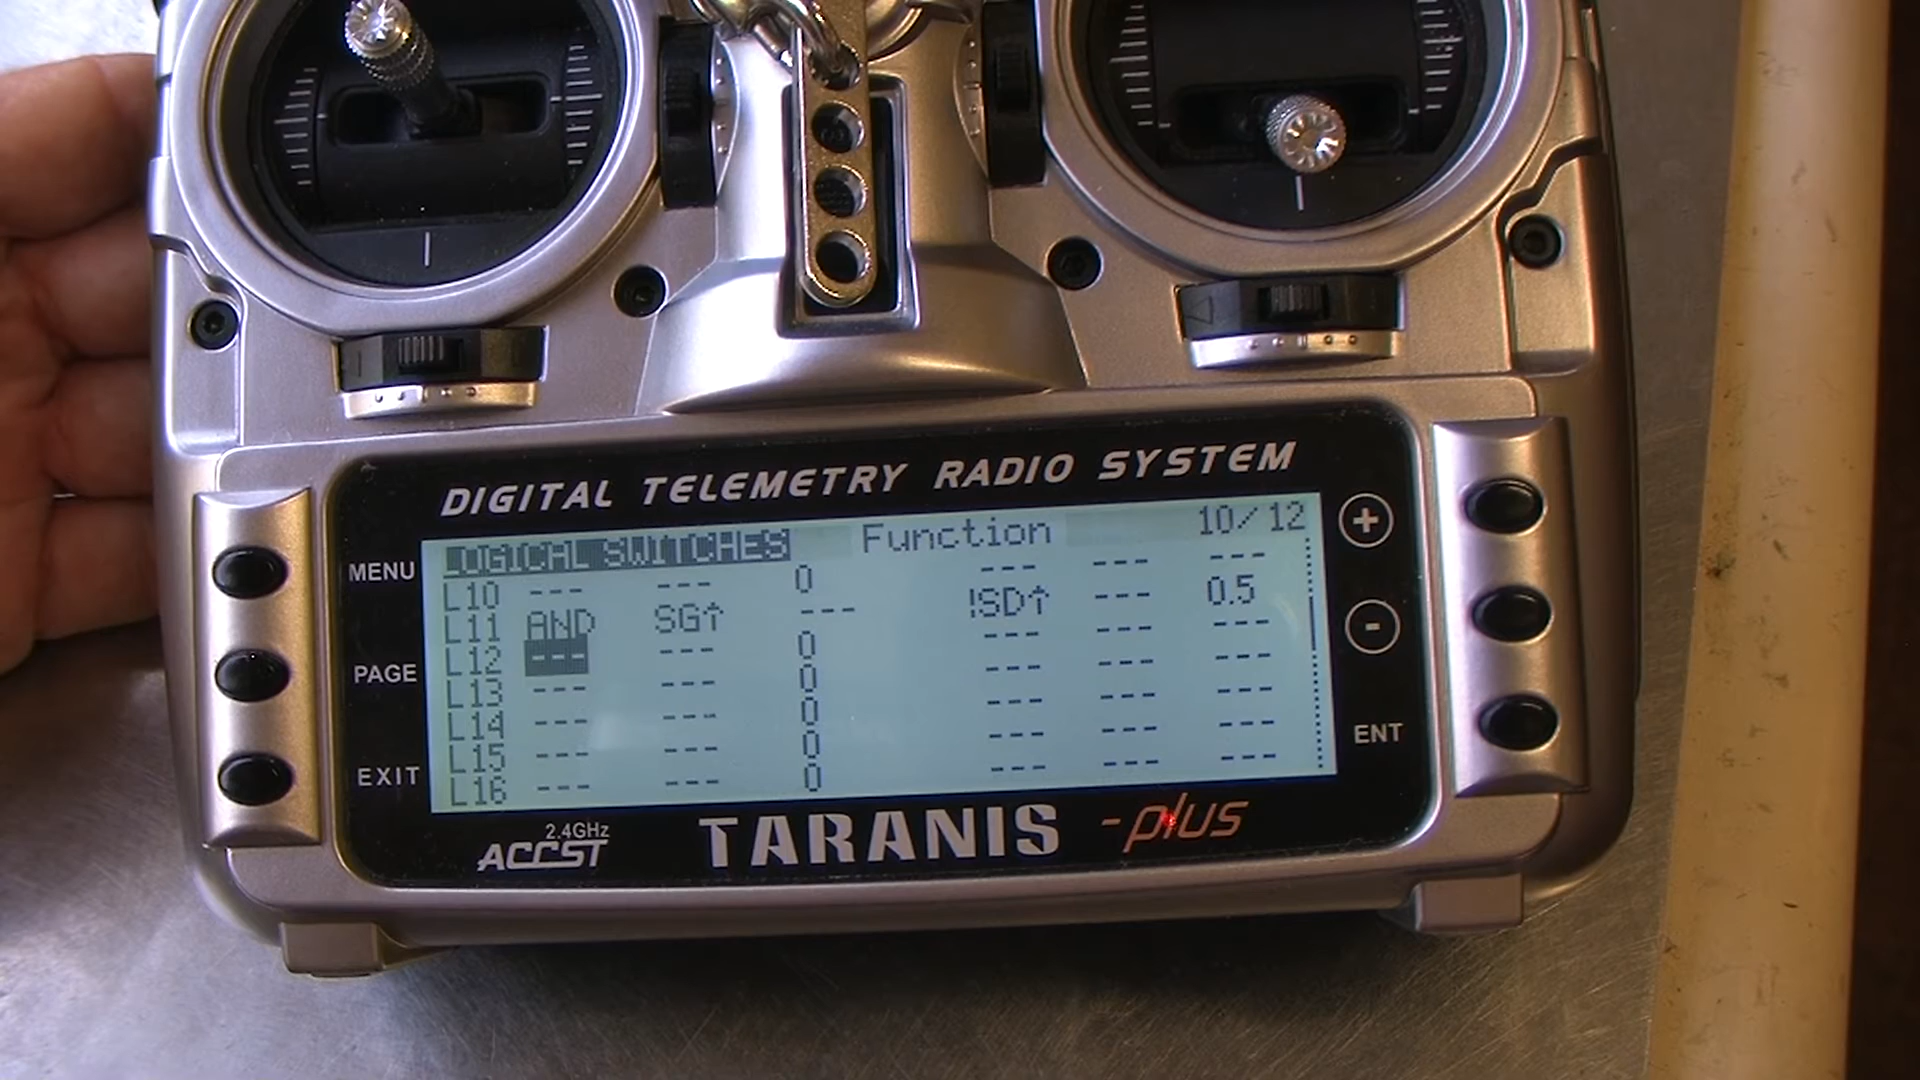 DIGITAL TELEMETRY RADIO SYSTEM
LOGICAL SWITCHES Function 10/12
L10 --- --- 0 --- --- ---
L11 AND SG↑ --- !SD↑ --- 0.5
L12 --- --- 0 --- --- ---
L13 --- --- 0 --- --- ---
L14 --- --- 0 --- --- ---
L15 --- --- 0 --- --- ---
L16 --- --- 0 --- --- ---
MENU
PAGE
EXIT
+
-
ENT
2.4GHz
ACCST
TARANIS -plus